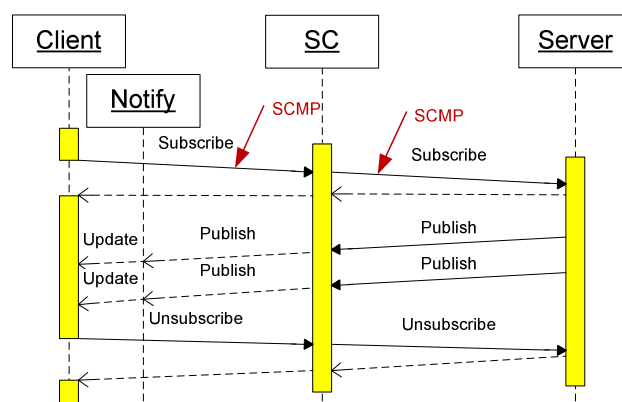 Client
SC
Server
Notify
SCMP
SCMP
Subscribe
Subscribe
Update
Publish
Publish
Update
Publish
Publish
Unsubscribe
Unsubscribe